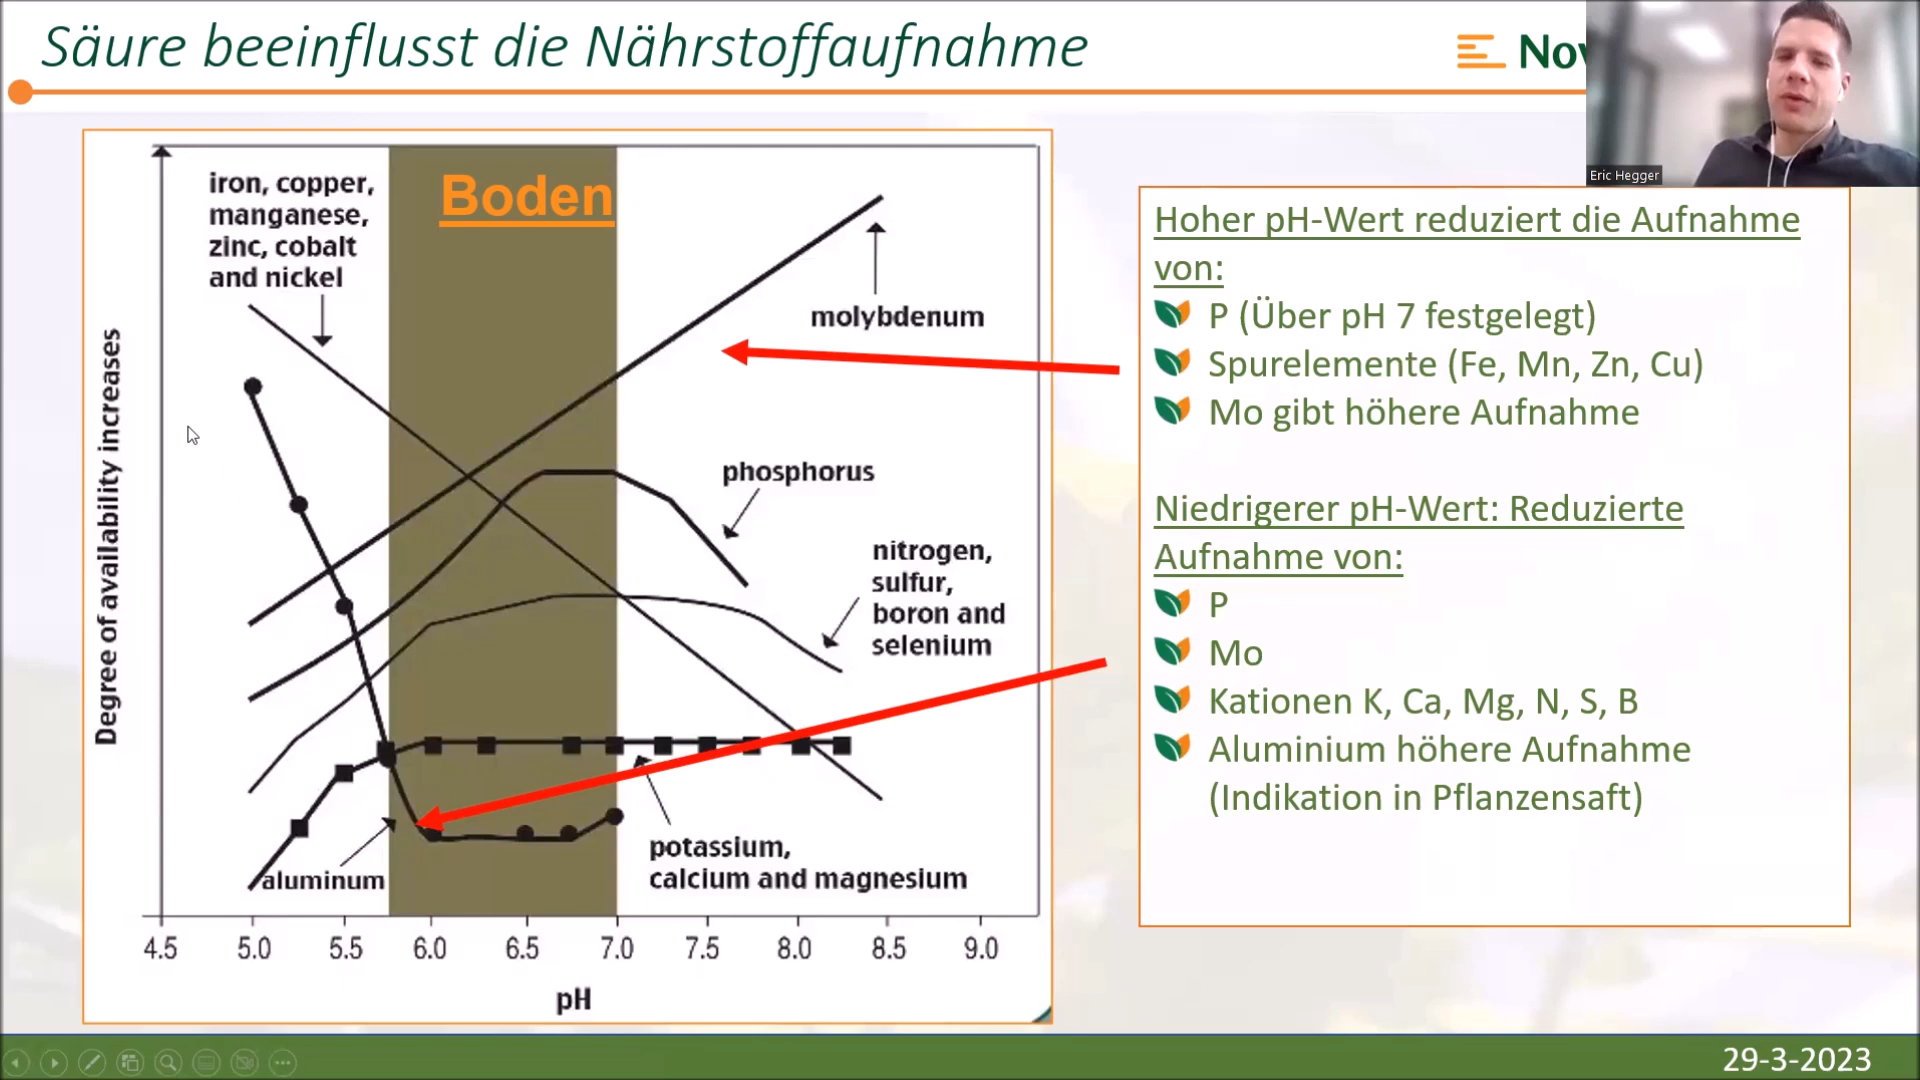 Säure beeinflusst die Nährstoffaufnahme
Eric Hegger
Boden
iron, copper,
manganese,
zinc, cobalt
and nickel
molybdenum
phosphorus
nitrogen,
sulfur,
boron and
selenium
potassium,
calcium and magnesium
aluminum
Degree of availability increases
4.5 5.0 5.5 6.0 6.5 7.0 7.5 8.0 8.5 9.0
pH
Hoher pH-Wert reduziert die Aufnahme
von:
P (Über pH 7 festgelegt)
Spurelemente (Fe, Mn, Zn, Cu)
Mo gibt höhere Aufnahme
Niedrigerer pH-Wert: Reduzierte
Aufnahme von:
P
Mo
Kationen K, Ca, Mg, N, S, B
Aluminium höhere Aufnahme
(Indikation in Pflanzensaft)
29-3-2023